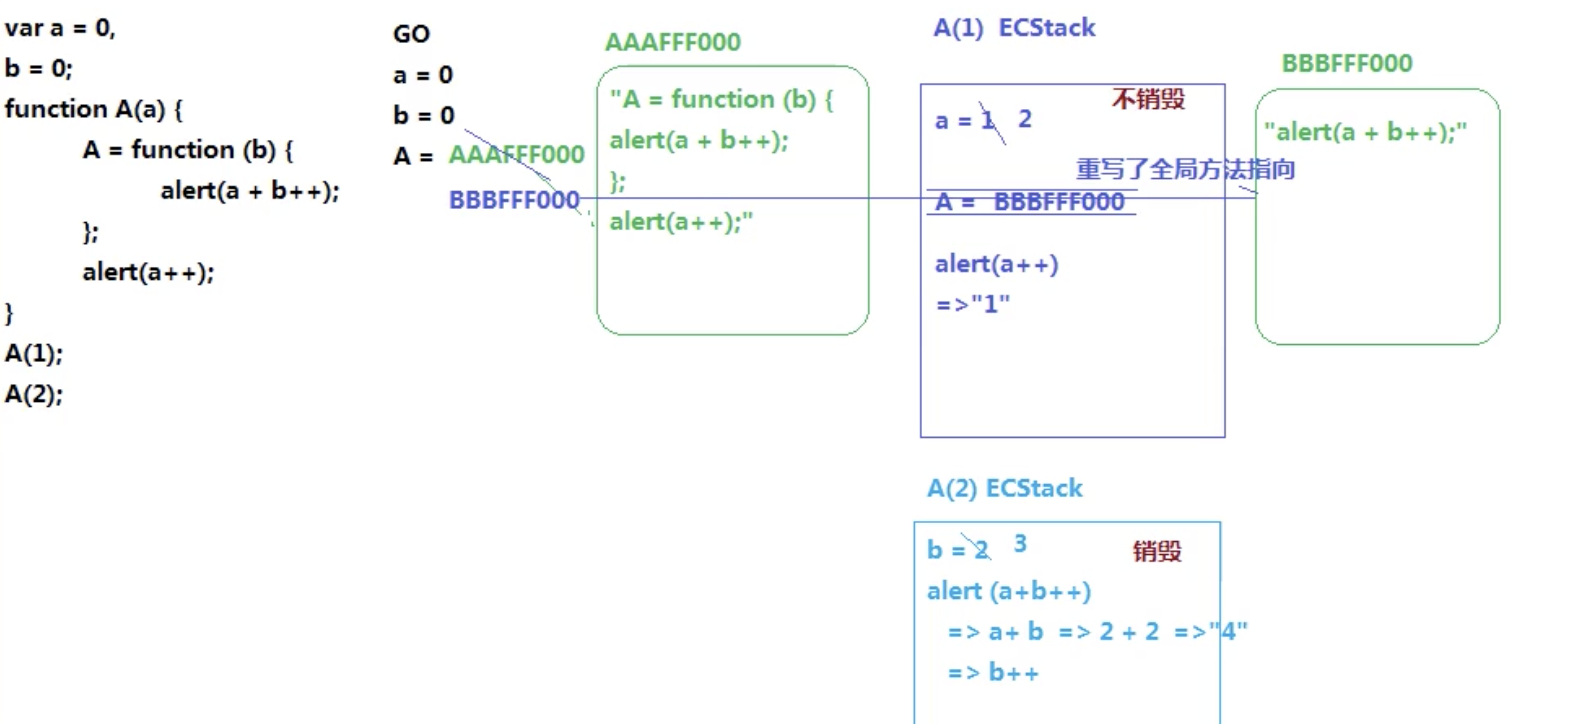 var a = 0,
b = 0;
function A(a) {
A = function (b) {
alert(a + b++);
};
alert(a++);
}
A(1);
A(2);
GO
a = 0
b = 0
A = AAAFFF000
BBBFFF000
AAAFFF000
"A = function (b) {
alert(a + b++);
};
alert(a++);"
A(1) ECStack
不销毁
a = 1 2
重写了全局方法指向
A = BBBFFF000
alert(a++)
=>"1"
BBBFFF000
"alert(a + b++);"
A(2) ECStack
b = 2 3 销毁
alert (a+b++)
=> a+ b => 2 + 2 =>"4"
=> b++